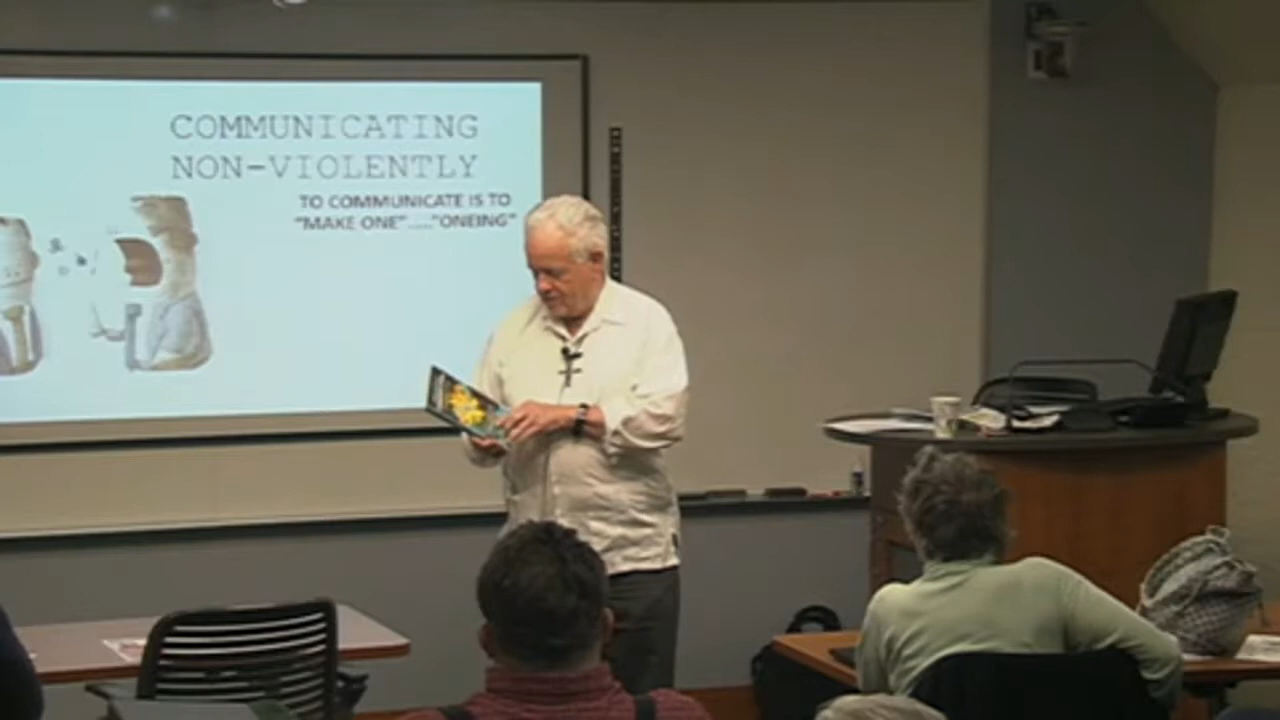 COMMUNICATING
NON-VIOLENTLY
TO COMMUNICATE IS TO
"MAKE ONE"....."ONEING"